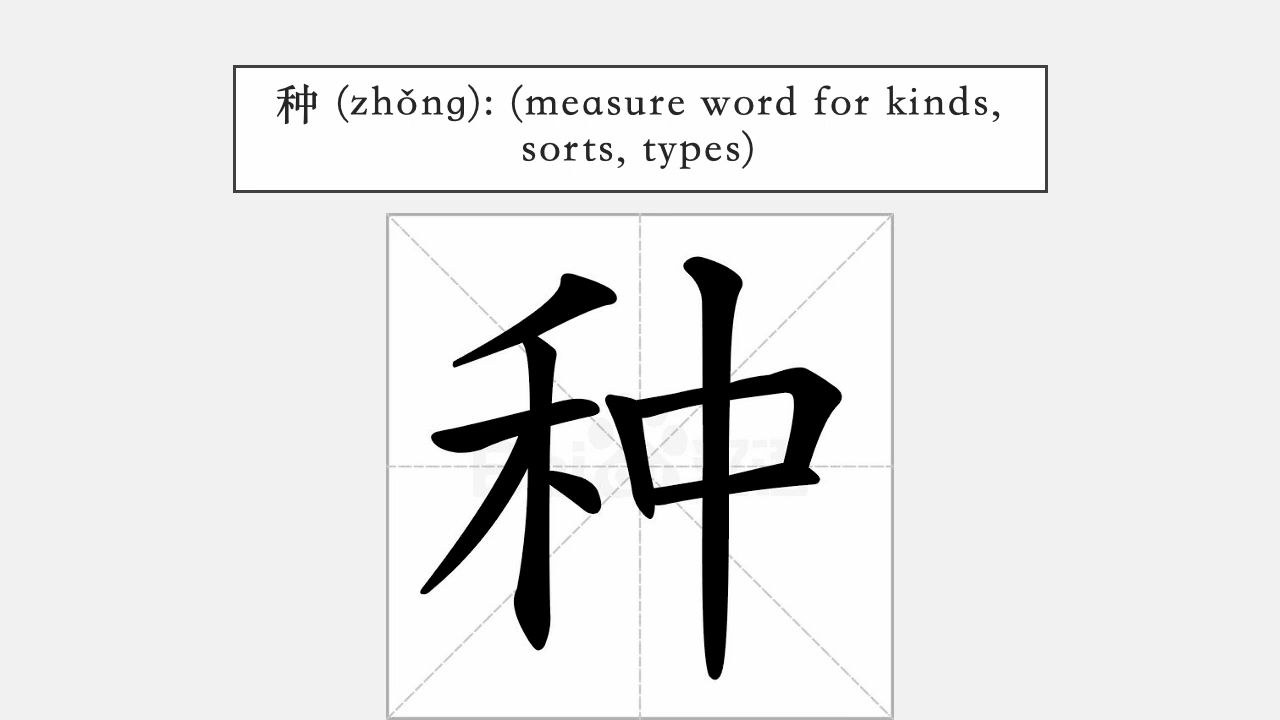 种 (zhǒng): (measure word for kinds,
sorts, types)
种